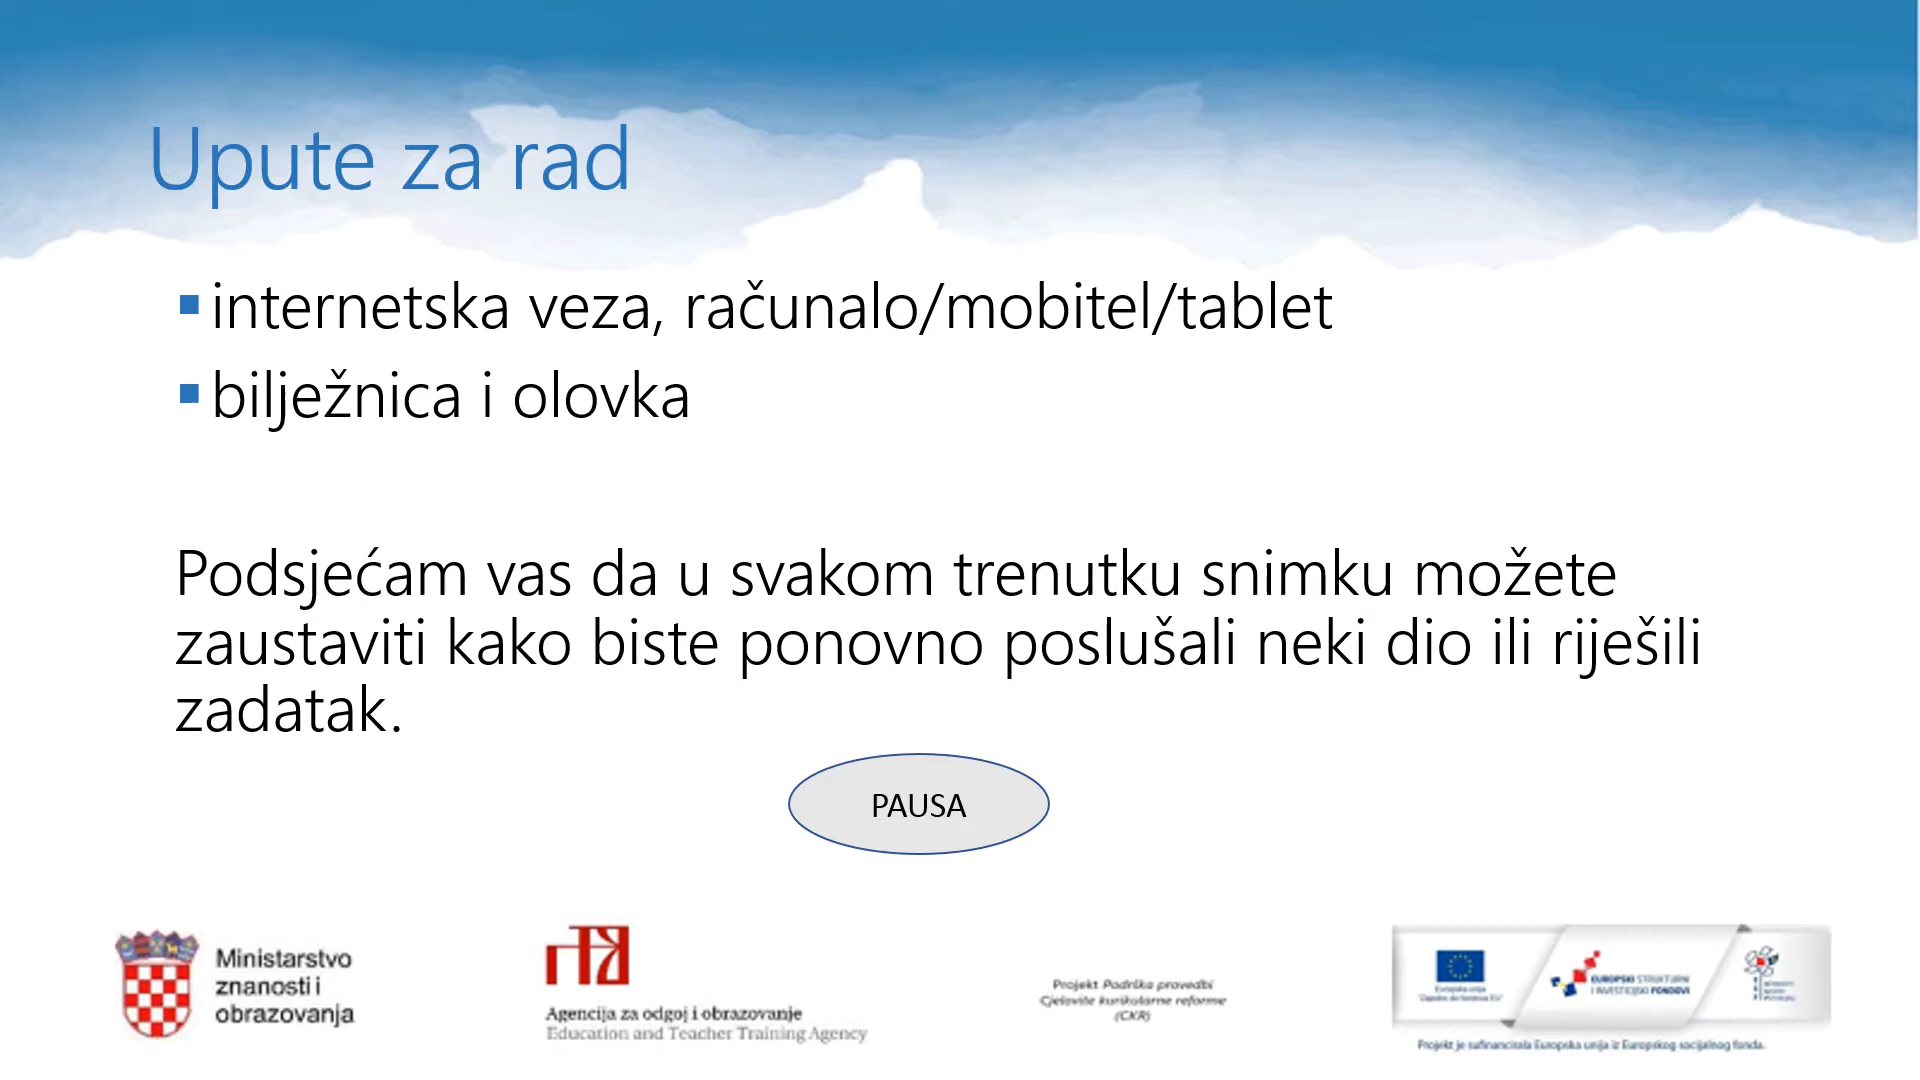 Upute za rad
internetska veza, računalo/mobitel/tablet
bilježnica i olovka
Podsjećam vas da u svakom trenutku snimku možete
zaustaviti kako biste ponovno poslušali neki dio ili riješili
zadatak.
PAUSA
Ministarstvo
znanosti i
obrazovanja
Agencija za odgoj i obrazovanje
Education and Teacher Training Agency
Projekt Podrška provedbi
Cjelovite kurikularne reforme
(CKR)
Europska unija
EUROPSKI STRUKTURNI
I INVESTICIJSKI FONDOVI
Projekt je sufinancirala Europska unija iz Europskog socijalnog fonda.